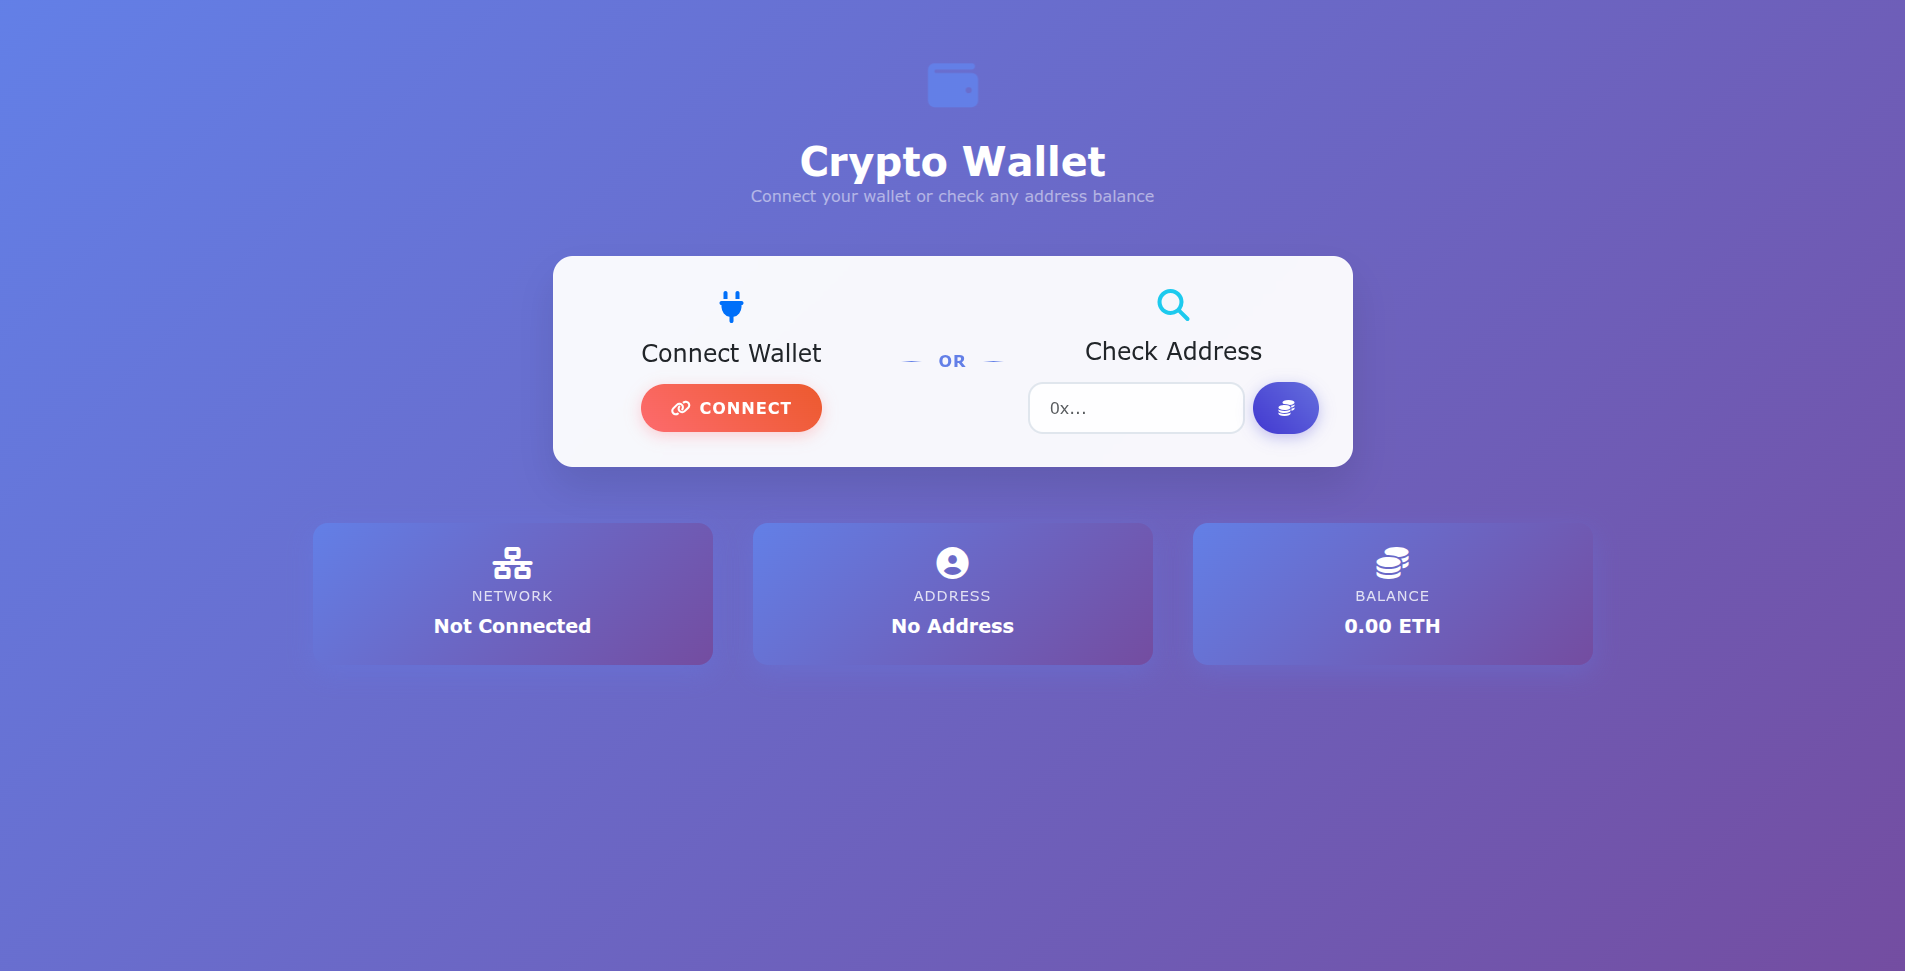 Crypto Wallet
Connect your wallet or check any address balance
Connect Wallet
CONNECT
OR
Check Address
0x...
NETWORK
Not Connected
ADDRESS
No Address
BALANCE
0.00 ETH